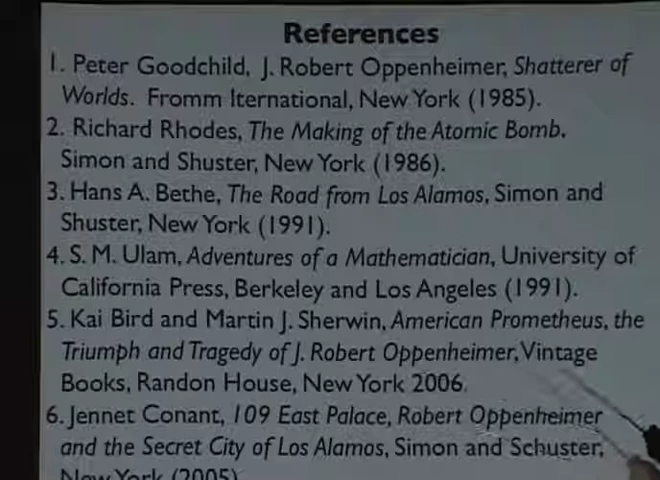 References
1. Peter Goodchild, J. Robert Oppenheimer, Shatterer of
Worlds. Fromm Iternational, New York (1985).
2. Richard Rhodes, The Making of the Atomic Bomb.
Simon and Shuster, New York (1986).
3. Hans A. Bethe, The Road from Los Alamos, Simon and
Shuster, New York (1991).
4. S. M. Ulam, Adventures of a Mathematician, University of
California Press, Berkeley and Los Angeles (1991).
5. Kai Bird and Martin J. Sherwin, American Prometheus, the
Triumph and Tragedy of J. Robert Oppenheimer, Vintage
Books, Randon House, New York 2006.
6. Jennet Conant, 109 East Palace, Robert Oppenheimer
and the Secret City of Los Alamos, Simon and Schuster,
New York (2005)